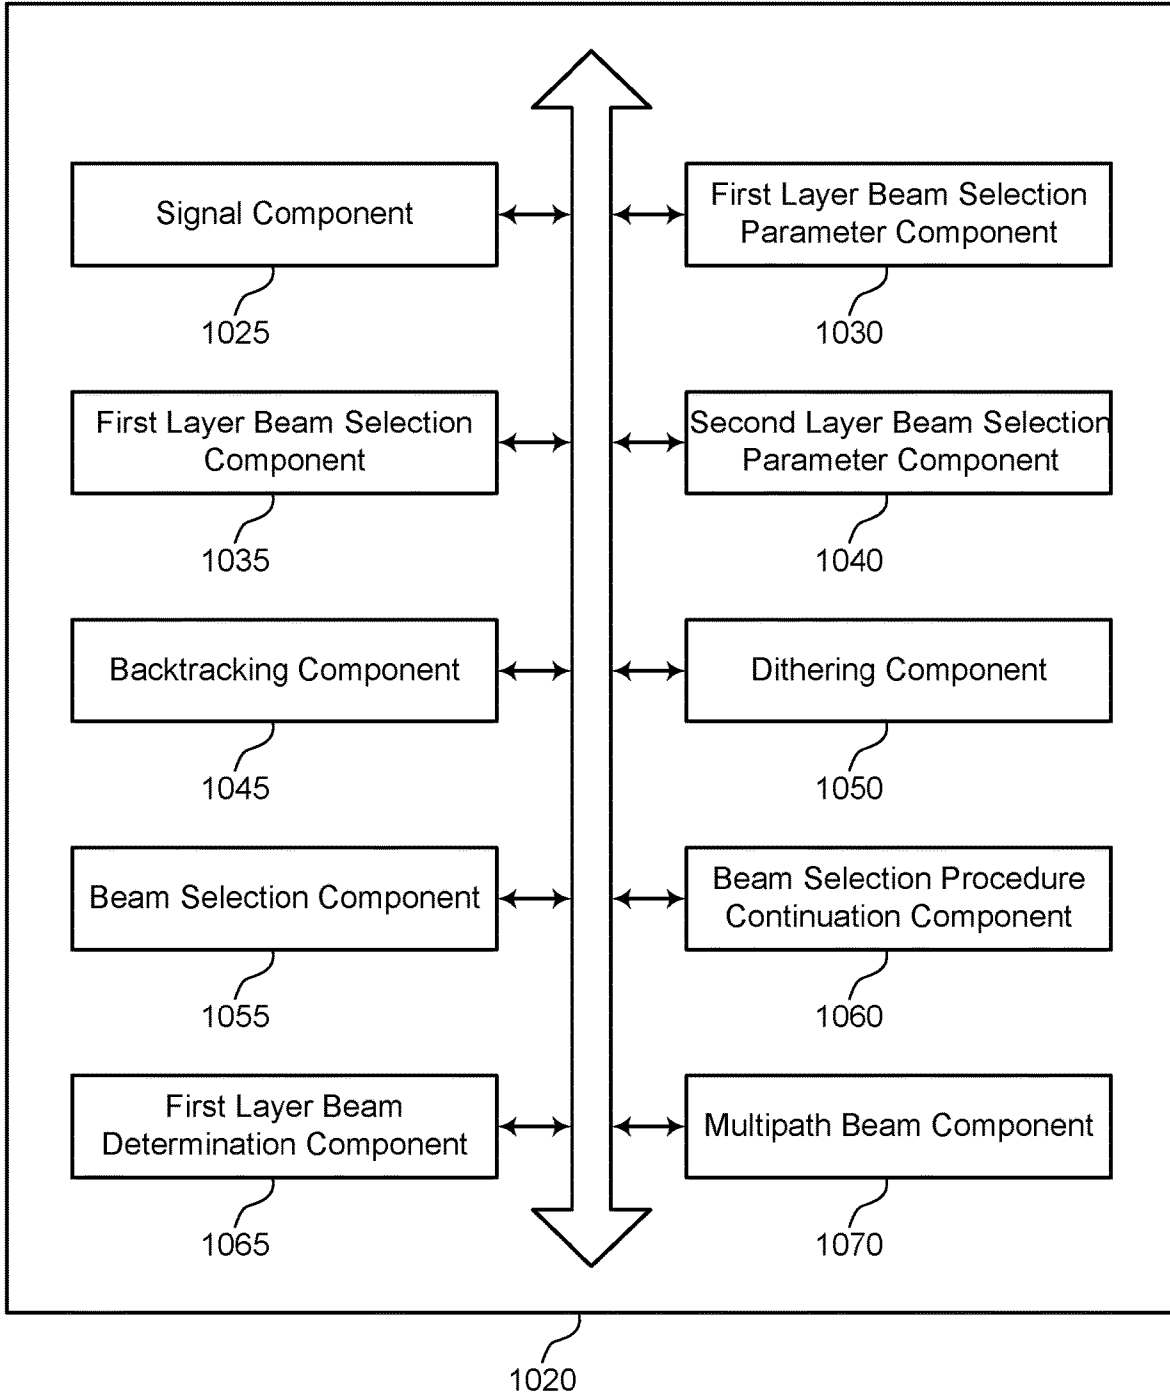 Signal Component
1025
First Layer Beam Selection
Parameter Component
1030
First Layer Beam Selection
Component
1035
Second Layer Beam Selection
Parameter Component
1040
Backtracking Component
1045
Dithering Component
1050
Beam Selection Component
1055
Beam Selection Procedure
Continuation Component
1060
First Layer Beam
Determination Component
1065
Multipath Beam Component
1070
1020